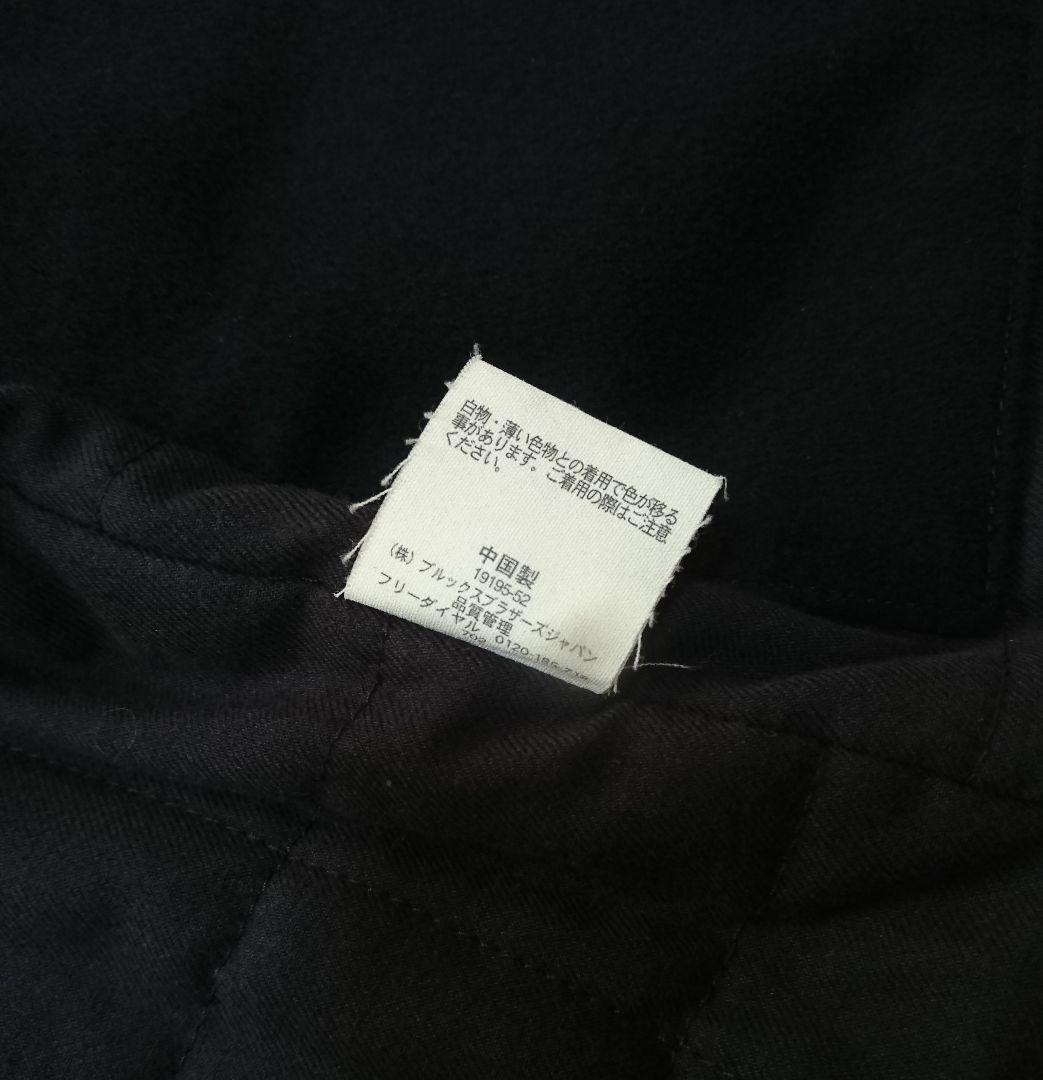 白物・薄い色物との着用で色が移る
事があります。ご着用の際はご注意
ください。
中国製
19195-52
(株)ブルックスブラザーズジャパン
品質管理
フリーダイヤル 0120-185-718